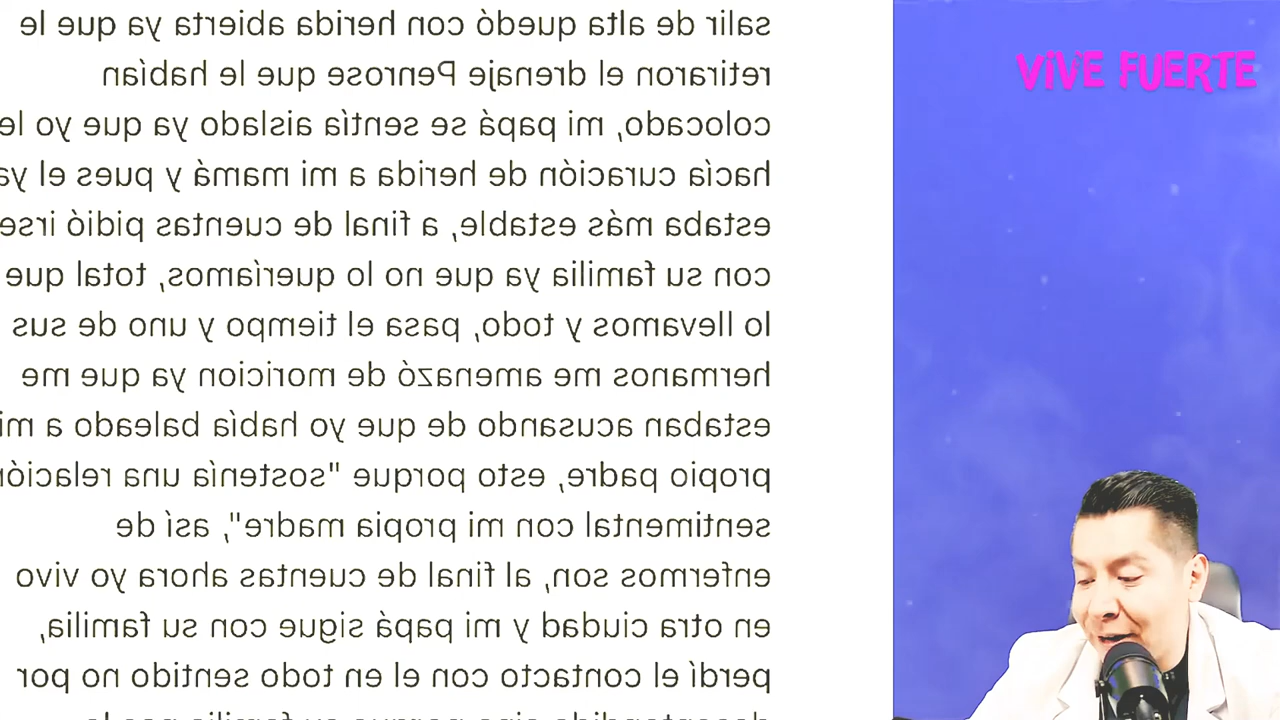 salir de alta quedó con herida abierta ya que le
retiraron el drenaje Penrose que le habían
colocado, mi papá se sentía aislado ya que yo le
hacía curación de herida a mi mamá y pues el ya
estaba más estable, a final de cuentas pidió irse
con su familia ya que no lo queríamos, total que
lo llevamos y todo, pasa el tiempo y uno de sus
hermanos me amenazó de moricion ya que me
estaban acusando de que yo había baleado a mi
propio padre, esto porque "sostenía una relación
sentimental con mi propia madre", así de
enfermos son, al final de cuentas ahora yo vivo
en otra ciudad y mi papá sigue con su familia,
perdí el contacto con el en todo sentido no por
VIVE FUERTE